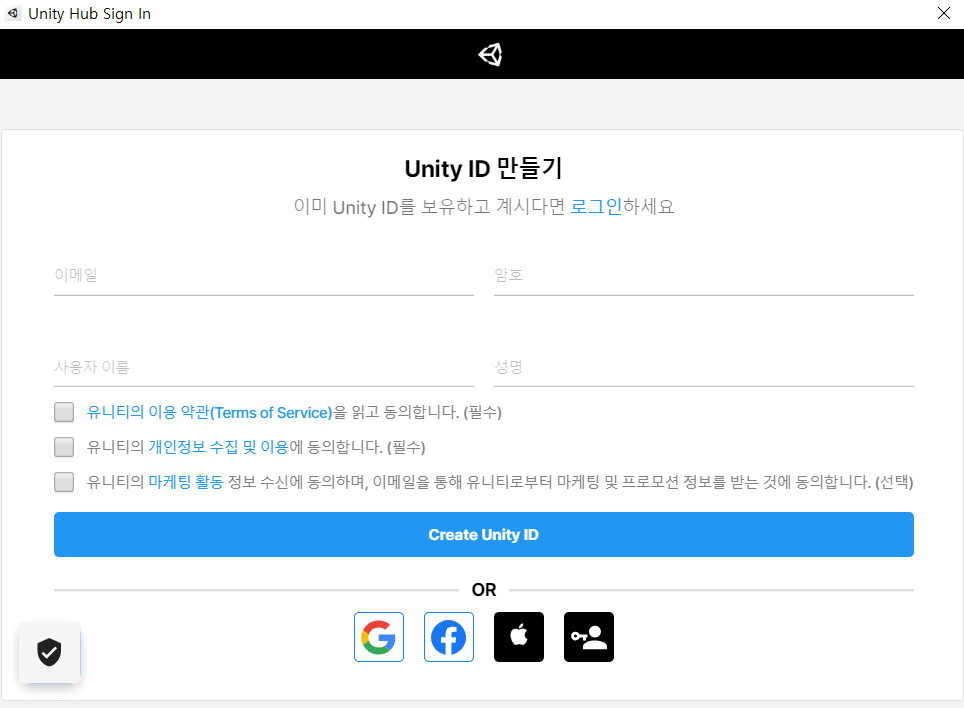 Unity Hub Sign In
Unity ID 만들기
이미 Unity ID를 보유하고 계시다면 로그인하세요
이메일 암호
사용자 이름 성명
유니티의 이용 약관(Terms of Service)을 읽고 동의합니다. (필수)
유니티의 개인정보 수집 및 이용에 동의합니다. (필수)
유니티의 마케팅 활동 정보 수신에 동의하며, 이메일을 통해 유니티로부터 마케팅 및 프로모션 정보를 받는 것에 동의합니다. (선택)
Create Unity ID
OR